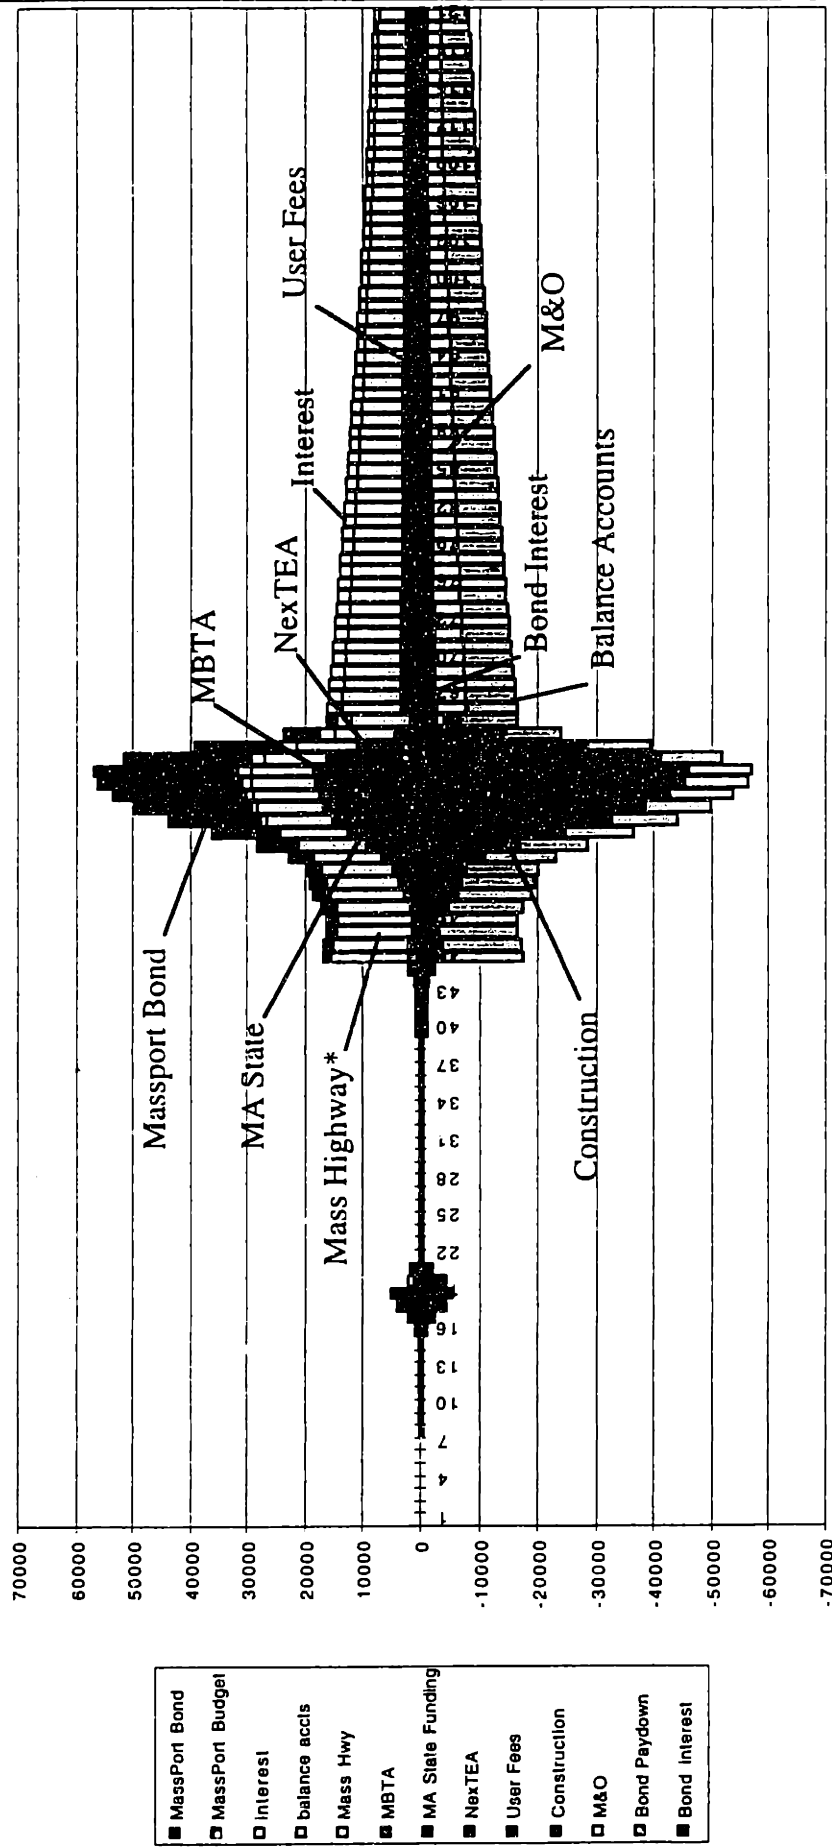 70000
60000
50000
40000
30000
20000
10000
0
-10000
-20000
-30000
-40000
-50000
-60000
-70000
1
4
7
10
13
16
22
25
28
31
34
37
40
43
Massport Bond
MA State
Mass Highway*
MBTA
NexTEA
Interest
User Fees
Construction
Bond Interest
Balance Accounts
M&O
MassPort Bond
MassPort Budget
Interest
balance accts
Mass Hwy
MBTA
MA State Funding
NexTEA
User Fees
Construction
M&O
Bond Paydown
Bond Interest